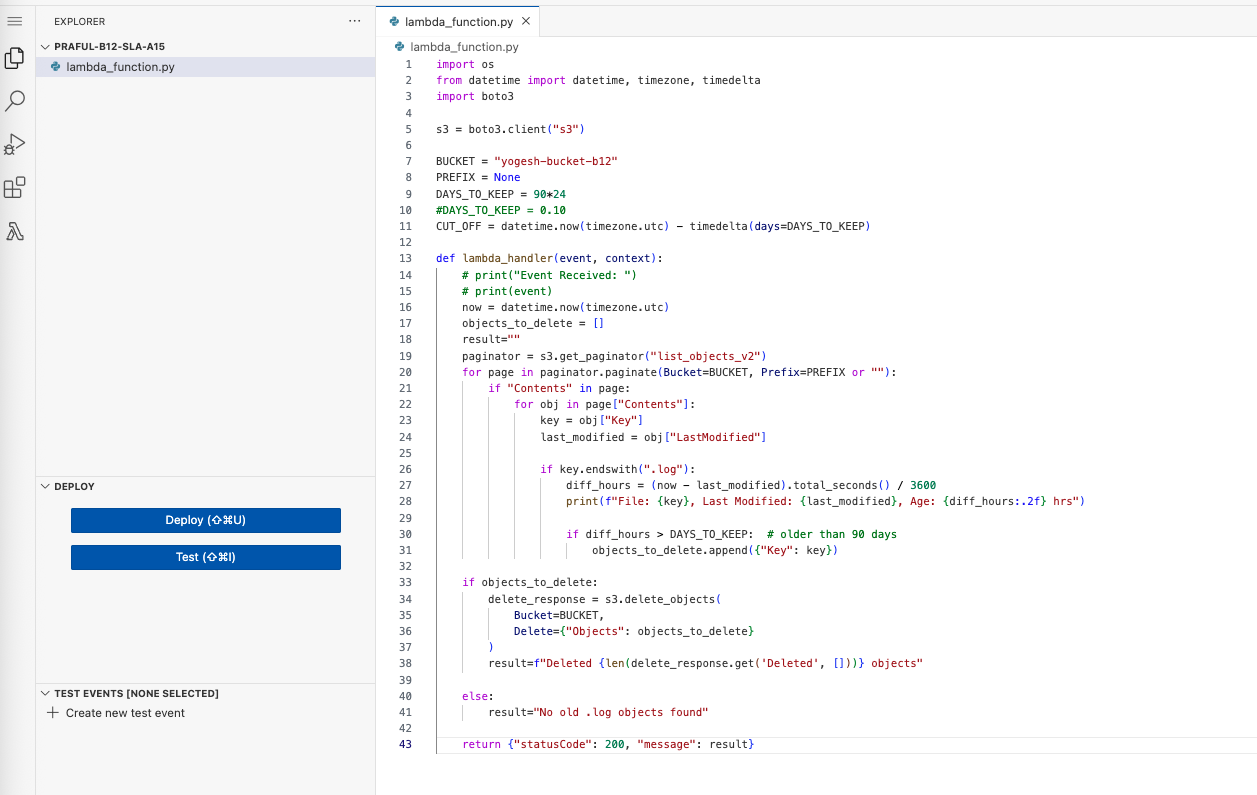 EXPLORER
···
PRAFUL-B12-SLA-A15
lambda_function.py
DEPLOY
Deploy (⇧⌘U)
Test (⇧⌘I)
TEST EVENTS [NONE SELECTED]
Create new test event
lambda_function.py
lambda_function.py
1 import os
2 from datetime import datetime, timezone, timedelta
3 import boto3
4
5 s3 = boto3.client("s3")
6
7 BUCKET = "yogesh-bucket-b12"
8 PREFIX = None
9 DAYS_TO_KEEP = 90*24
10 #DAYS_TO_KEEP = 0.10
11 CUT_OFF = datetime.now(timezone.utc) - timedelta(days=DAYS_TO_KEEP)
12
13 def lambda_handler(event, context):
14     # print("Event Received: ")
15     # print(event)
16     now = datetime.now(timezone.utc)
17     objects_to_delete = []
18     result=""
19     paginator = s3.get_paginator("list_objects_v2")
20     for page in paginator.paginate(Bucket=BUCKET, Prefix=PREFIX or ""):
21         if "Contents" in page:
22             for obj in page["Contents"]:
23                 key = obj["Key"]
24                 last_modified = obj["LastModified"]
25
26                 if key.endswith(".log"):
27                     diff_hours = (now - last_modified).total_seconds() / 3600
28                     print(f"File: {key}, Last Modified: {last_modified}, Age: {diff_hours:.2f} hrs")
29
30                     if diff_hours > DAYS_TO_KEEP:  # older than 90 days
31                         objects_to_delete.append({"Key": key})
32
33     if objects_to_delete:
34         delete_response = s3.delete_objects(
35             Bucket=BUCKET,
36             Delete={"Objects": objects_to_delete}
37         )
38         result=f"Deleted {len(delete_response.get('Deleted', []))} objects"
39
40     else:
41         result="No old .log objects found"
42
43     return {"statusCode": 200, "message": result}